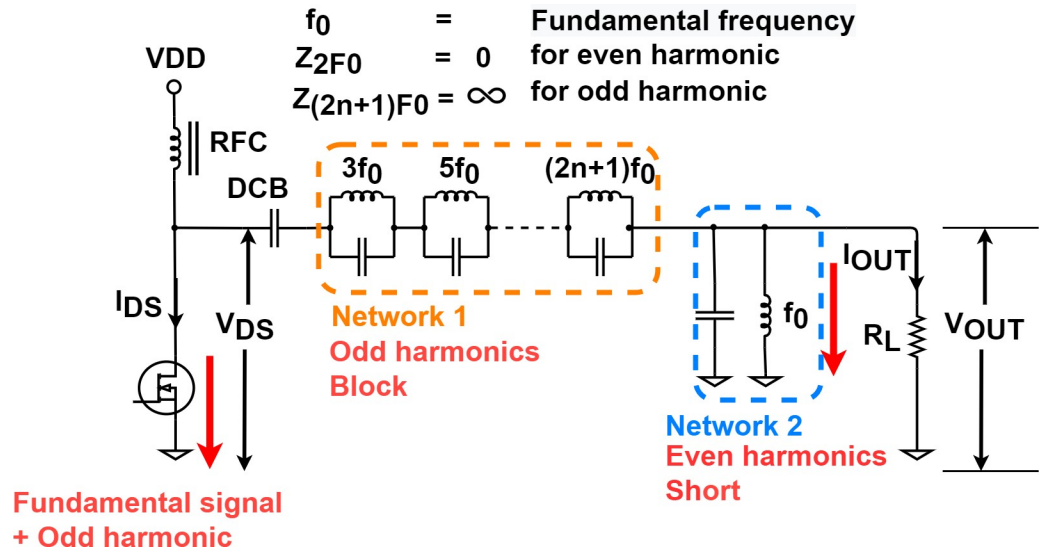 f0 = Fundamental frequency
Z2F0 = 0 for even harmonic
Z(2n+1)F0 = ∞ for odd harmonic
VDD
RFC
DCB
3f0
5f0
(2n+1)f0
IDS
VDS
Network 1
Odd harmonics
Block
f0
IOUT
RL
VOUT
Network 2
Even harmonics
Short
Fundamental signal
+ Odd harmonic